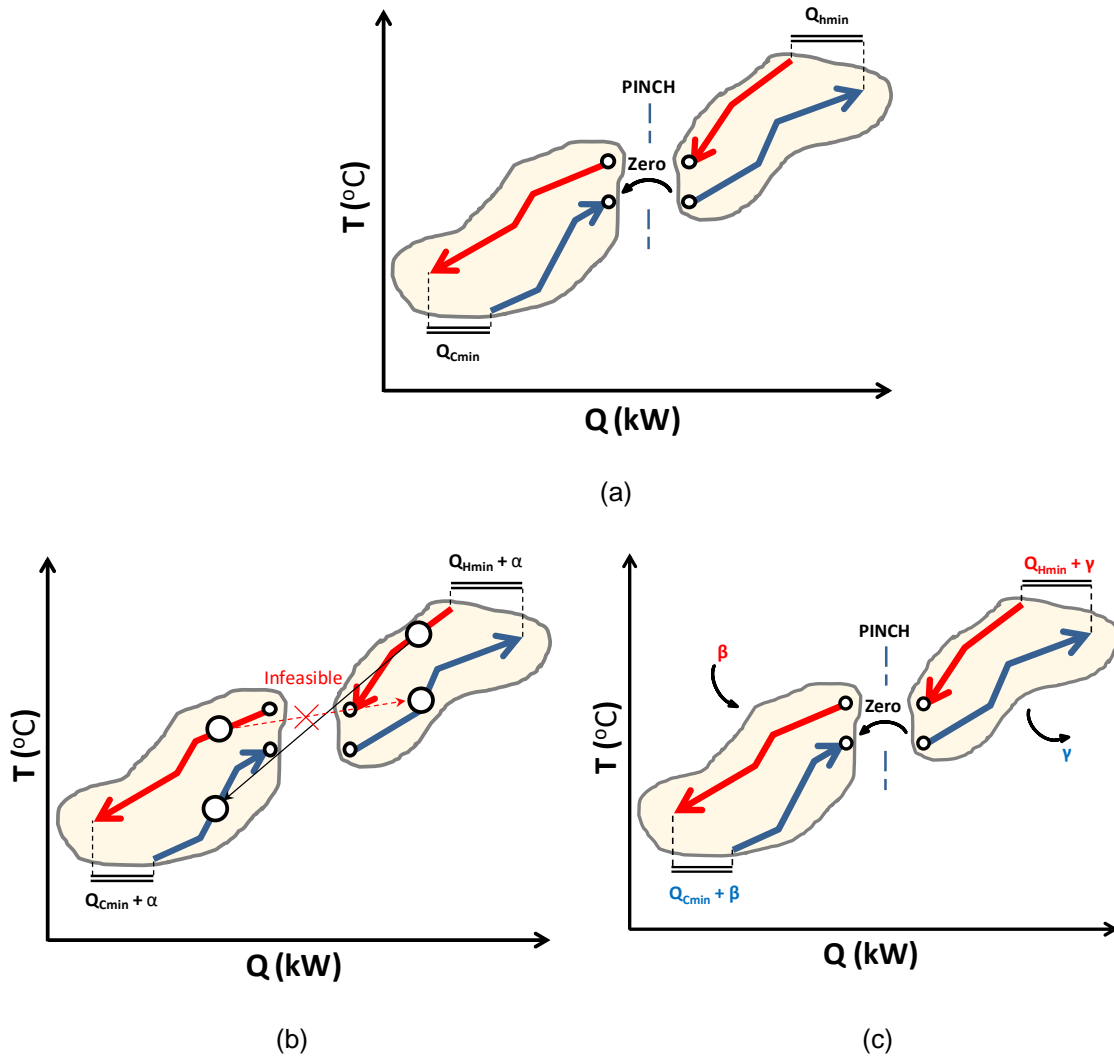 Q_hmin
PINCH
Zero
T (°C)
Q_Cmin
Q (kW)
(a)
Q_Hmin + α
Infeasible
T (°C)
Q_Cmin + α
Q (kW)
(b)
Q_Hmin + γ
PINCH
β
Zero
T (°C)
γ
Q_Cmin + β
Q (kW)
(c)